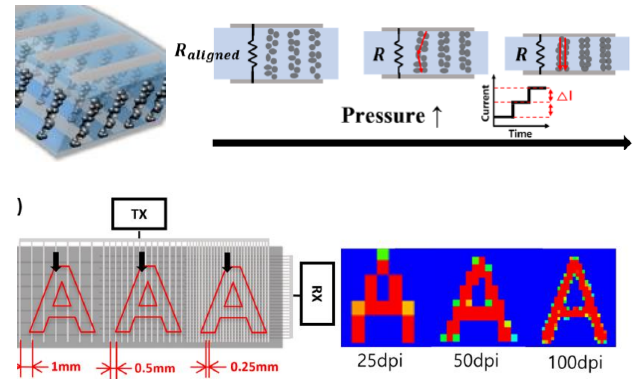 R_aligned
R
R
Pressure ↑
Current
ΔI
Time
)
TX
RX
1mm
0.5mm
0.25mm
25dpi
50dpi
100dpi